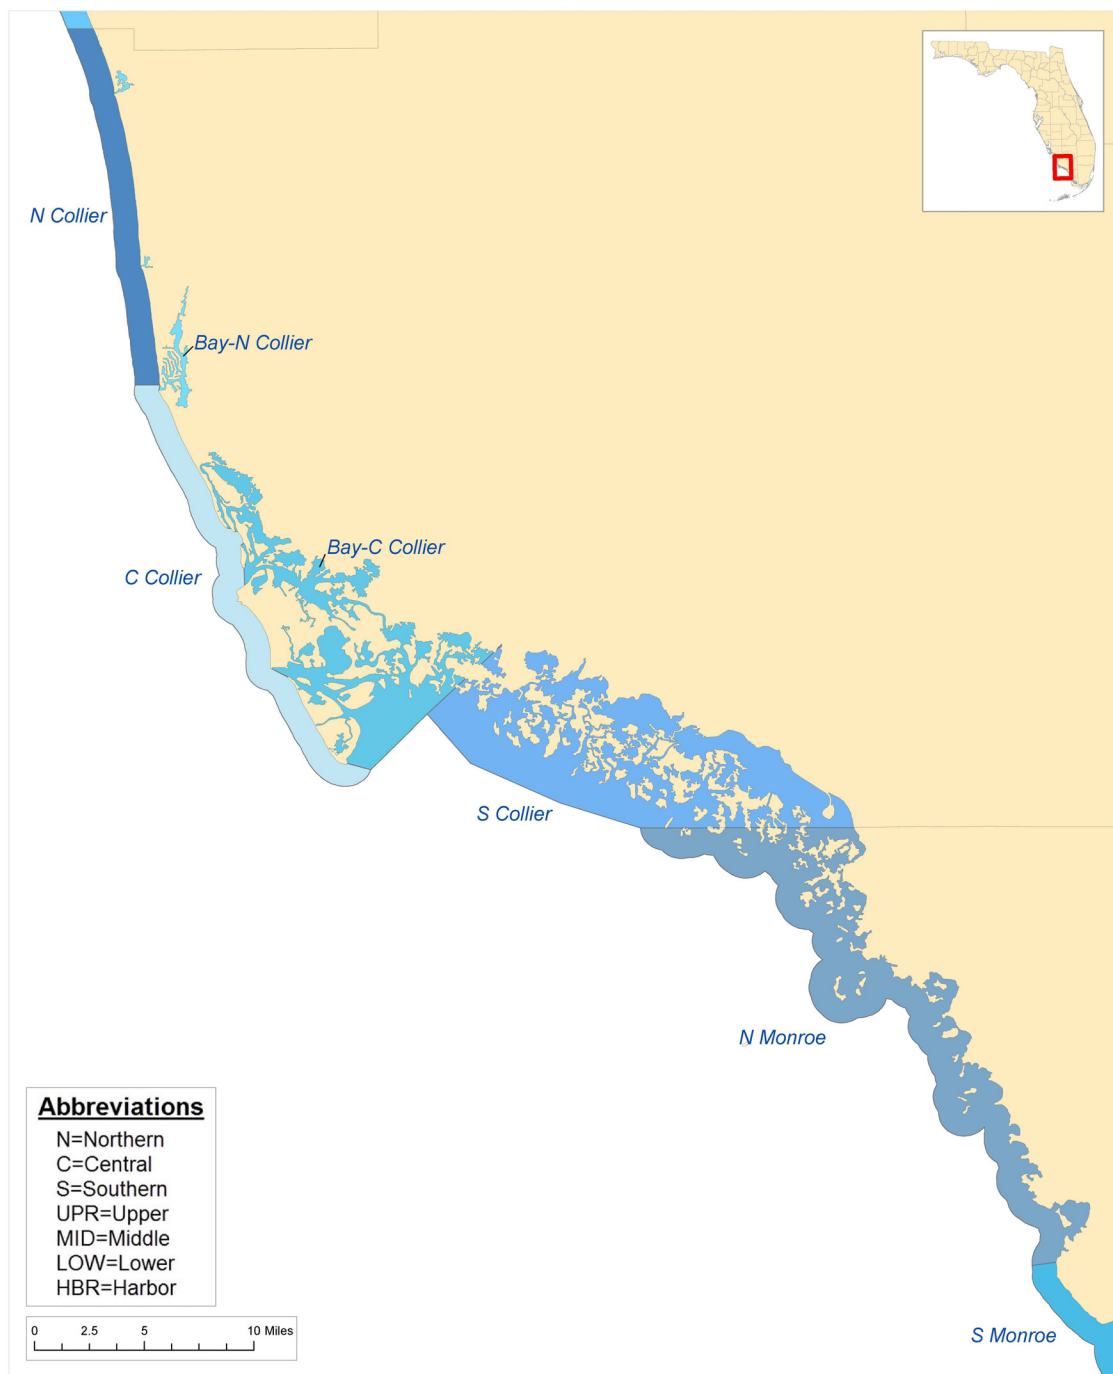 N Collier
Bay-N Collier
Bay-C Collier
C Collier
S Collier
N Monroe
S Monroe
Abbreviations
N=Northern
C=Central
S=Southern
UPR=Upper
MID=Middle
LOW=Lower
HBR=Harbor
0 2.5 5 10 Miles